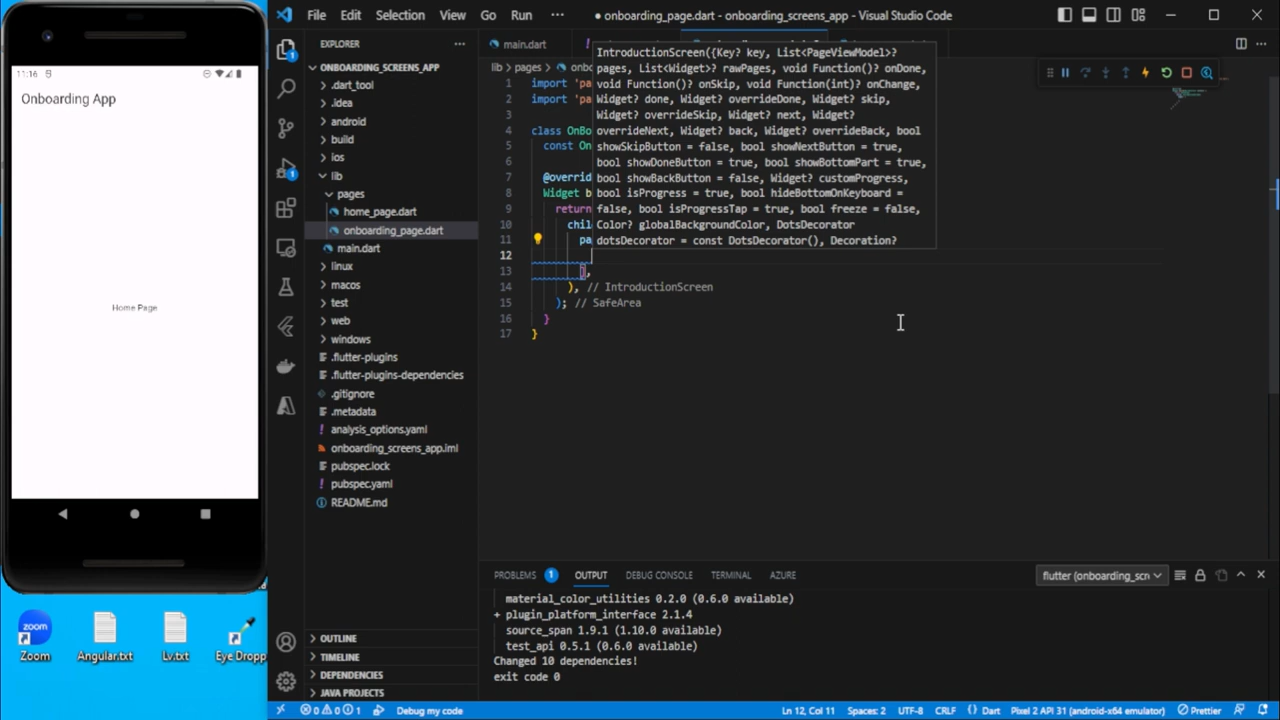 11:16
Onboarding App
Home Page
Zoom
Angular.txt
Lv.txt
Eye Dropp
File Edit Selection View Go Run ···
● onboarding_page.dart - onboarding_screens_app - Visual Studio Code
EXPLORER
ONBOARDING_SCREENS_APP
.dart_tool
.idea
android
build
ios
lib
pages
home_page.dart
onboarding_page.dart
main.dart
linux
macos
test
web
windows
.flutter-plugins
.flutter-plugins-dependencies
.gitignore
.metadata
analysis_options.yaml
onboarding_screens_app.iml
pubspec.lock
pubspec.yaml
README.md
OUTLINE
TIMELINE
DEPENDENCIES
JAVA PROJECTS
main.dart
lib > pages > onbo
1 import 'pa
2 import 'pa
3
4 class OnBo
5 const On
6
7 @overrid
8 Widget b
9 return
10 chil
11 pa
12
13 ],
14 ), // IntroductionScreen
15 ); // SafeArea
16 }
17 }
IntroductionScreen({Key? key, List<PageViewModel>?
pages, List<Widget>? rawPages, void Function()? onDone,
void Function()? onSkip, void Function(int)? onChange,
Widget? done, Widget? overrideDone, Widget? skip,
Widget? overrideSkip, Widget? next, Widget?
overrideNext, Widget? back, Widget? overrideBack, bool
showSkipButton = false, bool showNextButton = true,
bool showDoneButton = true, bool showBottomPart = true,
bool showBackButton = false, Widget? customProgress,
bool isProgress = true, bool hideBottomOnKeyboard =
false, bool isProgressTap = true, bool freeze = false,
Color? globalBackgroundColor, DotsDecorator
dotsDecorator = const DotsDecorator(), Decoration?
PROBLEMS 1 OUTPUT DEBUG CONSOLE TERMINAL AZURE
flutter (onboarding_scr
material_color_utilities 0.2.0 (0.6.0 available)
+ plugin_platform_interface 2.1.4
source_span 1.9.1 (1.10.0 available)
test_api 0.5.1 (0.6.0 available)
Changed 10 dependencies!
exit code 0
0 0 1 Debug my code
Ln 12, Col 11 Spaces: 2 UTF-8 CRLF {} Dart Pixel 2 API 31 (android-x64 emulator) Prettier